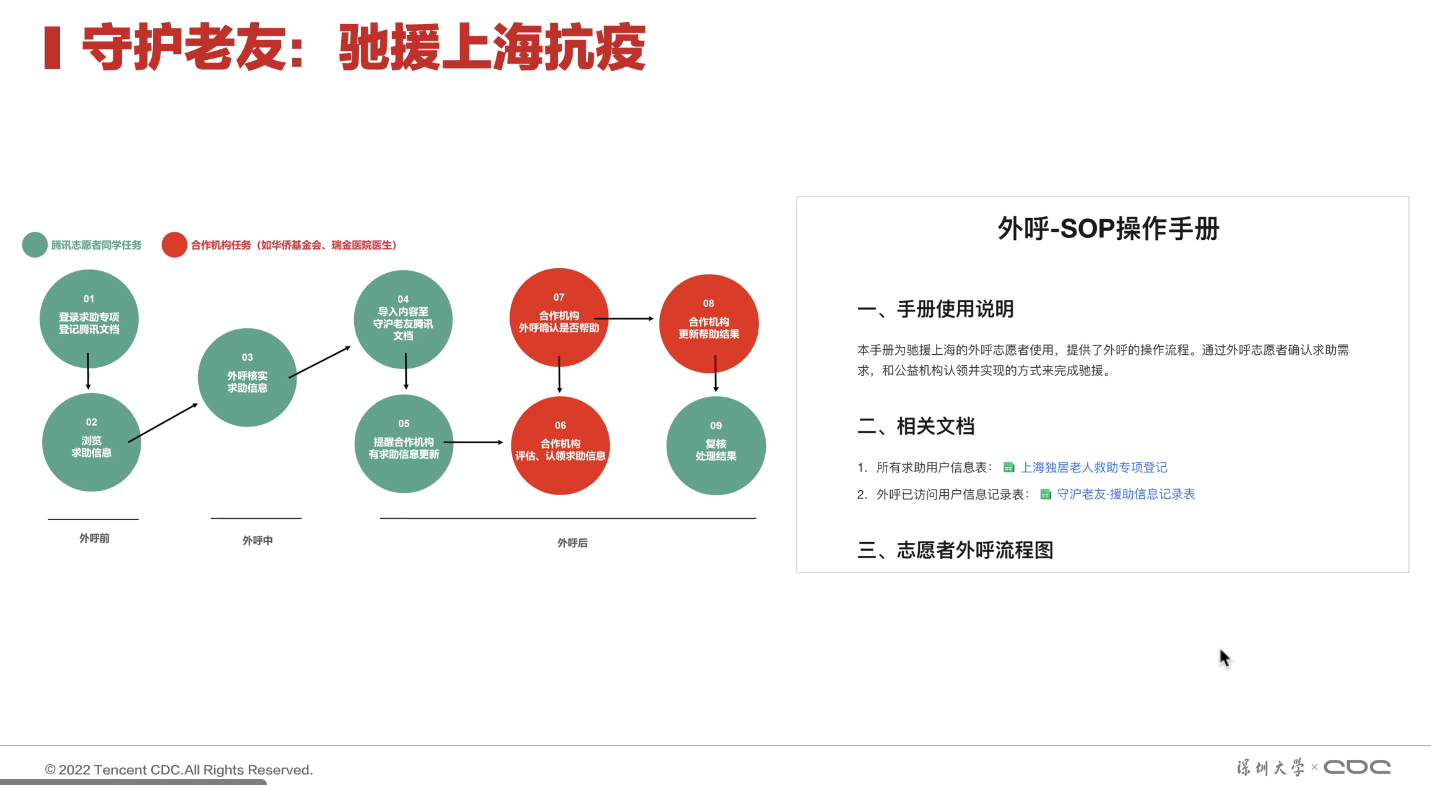 守护老友：驰援上海抗疫
腾讯志愿者同学任务
合作机构任务（如华侨基金会、瑞金医院医生）
01
登录求助专项
登记腾讯文档
02
浏览
求助信息
03
外呼核实
求助信息
04
导入内容至
守沪老友腾讯
文档
05
提醒合作机构
有求助信息更新
07
合作机构
外呼确认是否帮助
06
合作机构
评估、认领求助信息
08
合作机构
更新帮助结果
09
复核
处理结果
外呼前
外呼中
外呼后
外呼-SOP操作手册
一、手册使用说明
本手册为驰援上海的外呼志愿者使用，提供了外呼的操作流程。通过外呼志愿者确认求助需
求，和公益机构认领并实现的方式来完成驰援。
二、相关文档
1. 所有求助用户信息表： 上海独居老人救助专项登记
2. 外呼已访问用户信息记录表： 守沪老友·援助信息记录表
三、志愿者外呼流程图
© 2022 Tencent CDC.All Rights Reserved.
深圳大学 × CDC